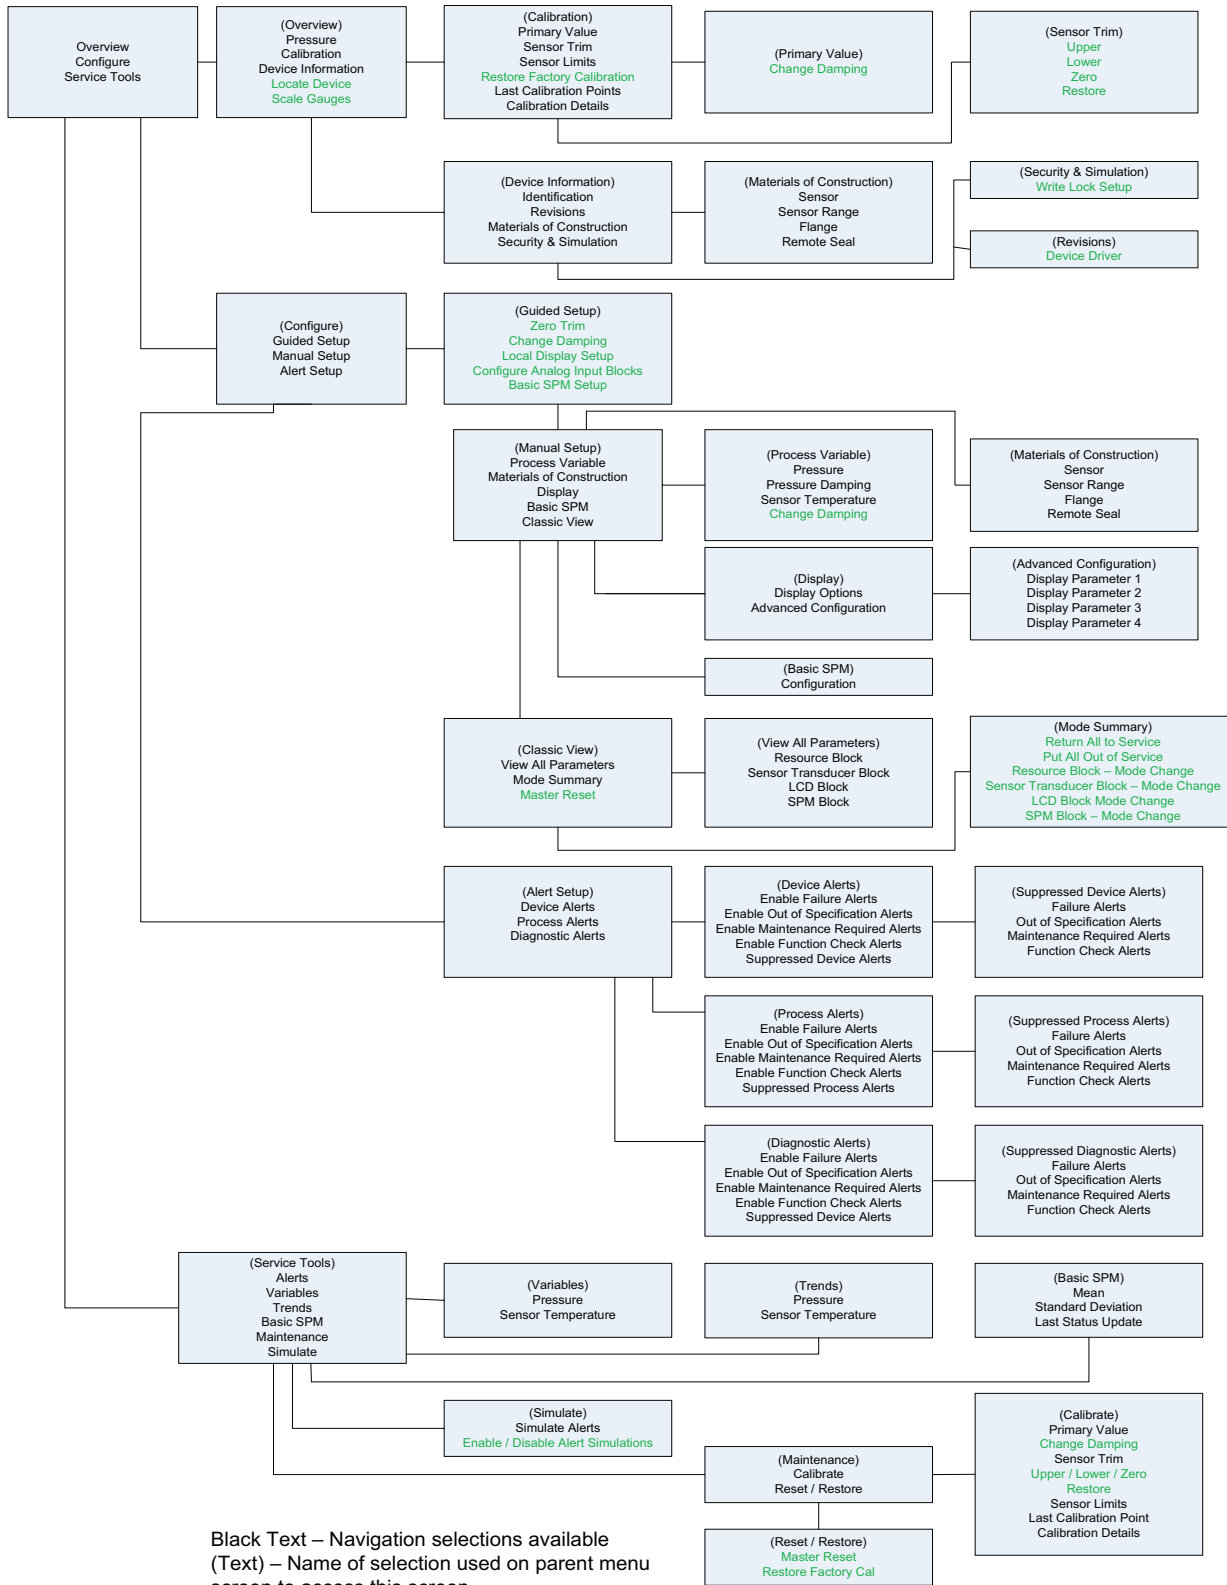 Overview
Configure
Service Tools
(Overview)
Pressure
Calibration
Device Information
Locate Device
Scale Gauges
(Calibration)
Primary Value
Sensor Trim
Sensor Limits
Restore Factory Calibration
Last Calibration Points
Calibration Details
(Primary Value)
Change Damping
(Sensor Trim)
Upper
Lower
Zero
Restore
(Device Information)
Identification
Revisions
Materials of Construction
Security & Simulation
(Materials of Construction)
Sensor
Sensor Range
Flange
Remote Seal
(Security & Simulation)
Write Lock Setup
(Revisions)
Device Driver
(Configure)
Guided Setup
Manual Setup
Alert Setup
(Guided Setup)
Zero Trim
Change Damping
Local Display Setup
Configure Analog Input Blocks
Basic SPM Setup
(Manual Setup)
Process Variable
Materials of Construction
Display
Basic SPM
Classic View
(Process Variable)
Pressure
Pressure Damping
Sensor Temperature
Change Damping
(Materials of Construction)
Sensor
Sensor Range
Flange
Remote Seal
(Display)
Display Options
Advanced Configuration
(Advanced Configuration)
Display Parameter 1
Display Parameter 2
Display Parameter 3
Display Parameter 4
(Basic SPM)
Configuration
(Classic View)
View All Parameters
Mode Summary
Master Reset
(View All Parameters)
Resource Block
Sensor Transducer Block
LCD Block
SPM Block
(Mode Summary)
Return All to Service
Put All Out of Service
Resource Block – Mode Change
Sensor Transducer Block – Mode Change
LCD Block Mode Change
SPM Block – Mode Change
(Alert Setup)
Device Alerts
Process Alerts
Diagnostic Alerts
(Device Alerts)
Enable Failure Alerts
Enable Out of Specification Alerts
Enable Maintenance Required Alerts
Enable Function Check Alerts
Suppressed Device Alerts
(Suppressed Device Alerts)
Failure Alerts
Out of Specification Alerts
Maintenance Required Alerts
Function Check Alerts
(Process Alerts)
Enable Failure Alerts
Enable Out of Specification Alerts
Enable Maintenance Required Alerts
Enable Function Check Alerts
Suppressed Process Alerts
(Suppressed Process Alerts)
Failure Alerts
Out of Specification Alerts
Maintenance Required Alerts
Function Check Alerts
(Diagnostic Alerts)
Enable Failure Alerts
Enable Out of Specification Alerts
Enable Maintenance Required Alerts
Enable Function Check Alerts
Suppressed Device Alerts
(Suppressed Diagnostic Alerts)
Failure Alerts
Out of Specification Alerts
Maintenance Required Alerts
Function Check Alerts
(Service Tools)
Alerts
Variables
Trends
Basic SPM
Maintenance
Simulate
(Variables)
Pressure
Sensor Temperature
(Trends)
Pressure
Sensor Temperature
(Basic SPM)
Mean
Standard Deviation
Last Status Update
(Simulate)
Simulate Alerts
Enable / Disable Alert Simulations
(Maintenance)
Calibrate
Reset / Restore
(Calibrate)
Primary Value
Change Damping
Sensor Trim
Upper / Lower / Zero
Restore
Sensor Limits
Last Calibration Point
Calibration Details
(Reset / Restore)
Master Reset
Restore Factory Cal
Black Text – Navigation selections available
(Text) – Name of selection used on parent menu
screen to access this screen